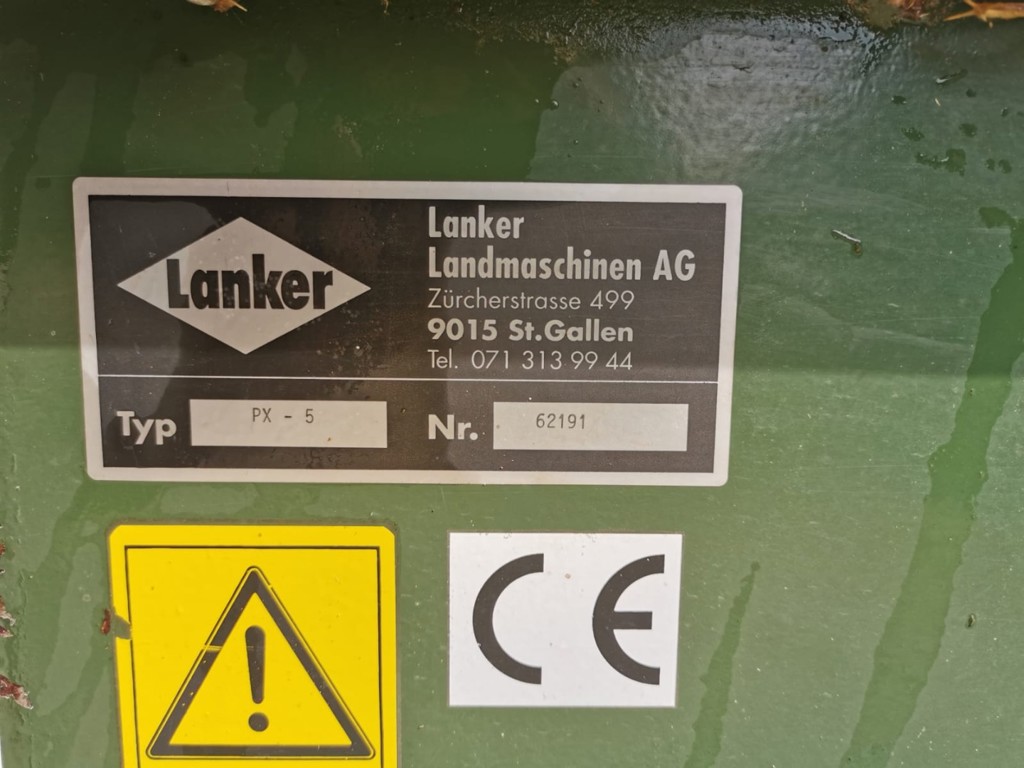 Lanker
Lanker
Landmaschinen AG
Zürcherstrasse 499
9015 St.Gallen
Tel. 071 313 99 44
Typ PX - 5 Nr. 62191
!
CE